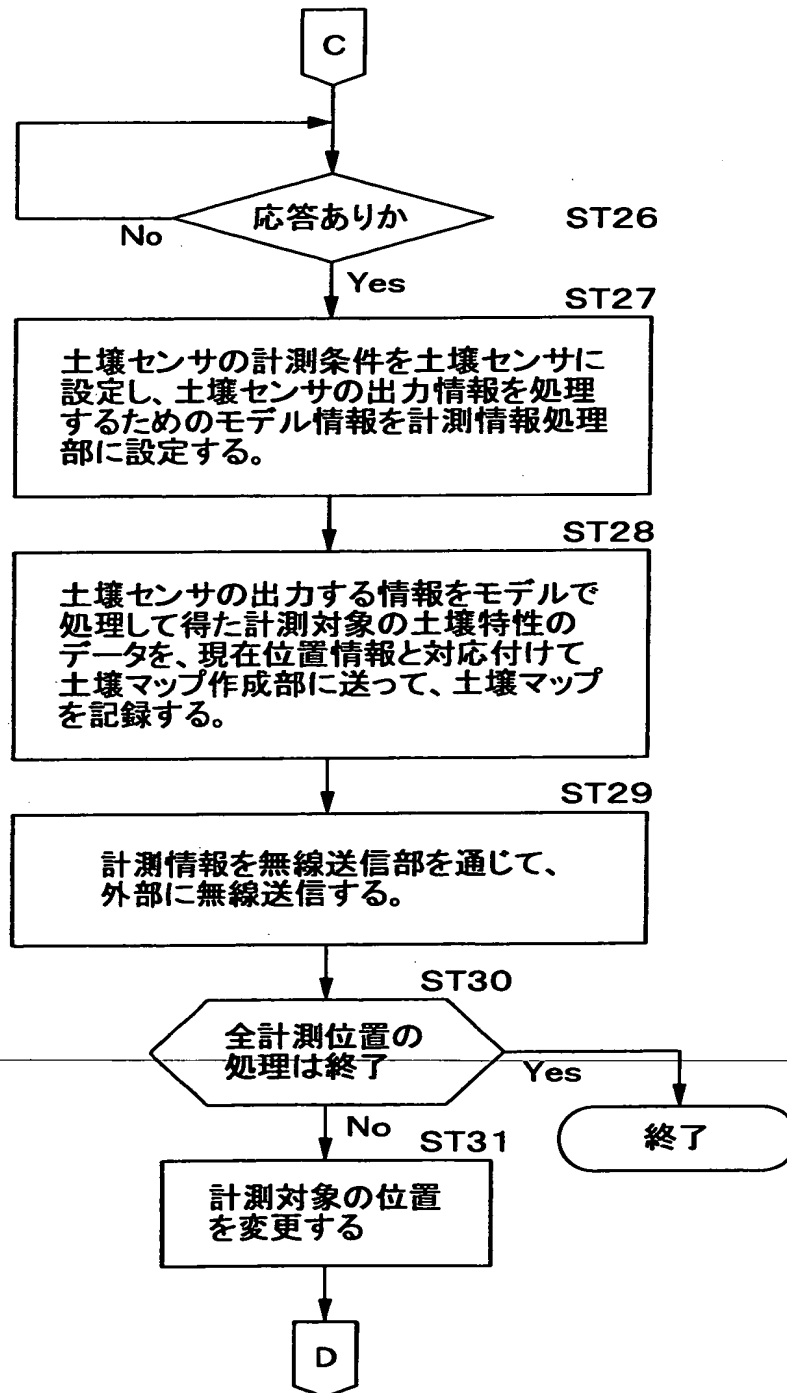 C
応答ありか
ST26
No
Yes
ST27
土壌センサの計測条件を土壌センサに
設定し、土壌センサの出力情報を処理
するためのモデル情報を計測情報処理
部に設定する。
ST28
土壌センサの出力する情報をモデルで
処理して得た計測対象の土壌特性の
データを、現在位置情報と対応付けて
土壌マップ作成部に送って、土壌マップ
を記録する。
ST29
計測情報を無線送信部を通じて、
外部に無線送信する。
ST30
全計測位置の
処理は終了
Yes
終了
No
ST31
計測対象の位置
を変更する
D